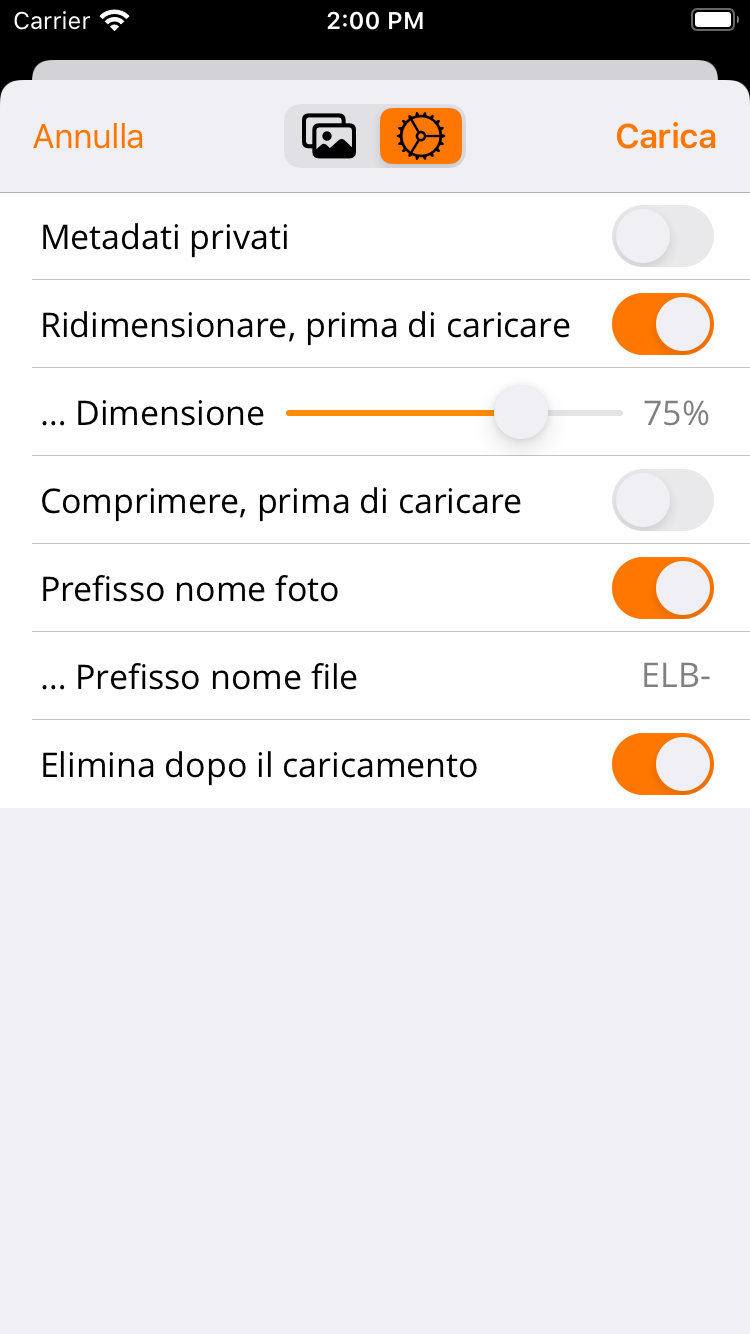 Carrier 2:00 PM
Annulla Carica
Metadati privati
Ridimensionare, prima di caricare
... Dimensione 75%
Comprimere, prima di caricare
Prefisso nome foto
... Prefisso nome file ELB-
Elimina dopo il caricamento